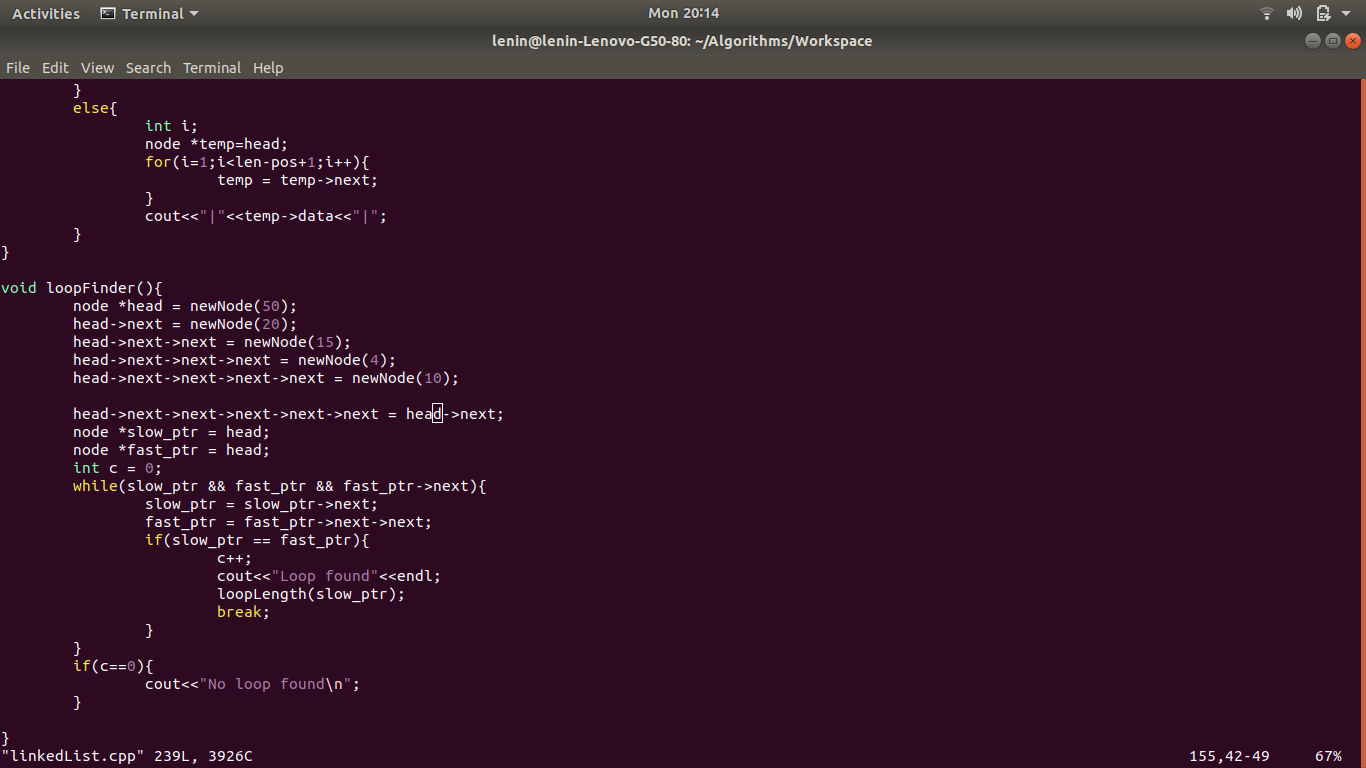 Activities Terminal Mon 20:14
lenin@lenin-Lenovo-G50-80: ~/Algorithms/Workspace
File Edit View Search Terminal Help
        }
        else{
                int i;
                node *temp=head;
                for(i=1;i<len-pos+1;i++){
                        temp = temp->next;
                }
                cout<<"|"<<temp->data<<"|";
        }
}

void loopFinder(){
        node *head = newNode(50);
        head->next = newNode(20);
        head->next->next = newNode(15);
        head->next->next->next = newNode(4);
        head->next->next->next->next = newNode(10);

        head->next->next->next->next->next = head->next;
        node *slow_ptr = head;
        node *fast_ptr = head;
        int c = 0;
        while(slow_ptr && fast_ptr && fast_ptr->next){
                slow_ptr = slow_ptr->next;
                fast_ptr = fast_ptr->next->next;
                if(slow_ptr == fast_ptr){
                        c++;
                        cout<<"Loop found"<<endl;
                        loopLength(slow_ptr);
                        break;
                }
        }
        if(c==0){
                cout<<"No loop found\n";
        }

}
"linkedList.cpp" 239L, 3926C 155,42-49 67%